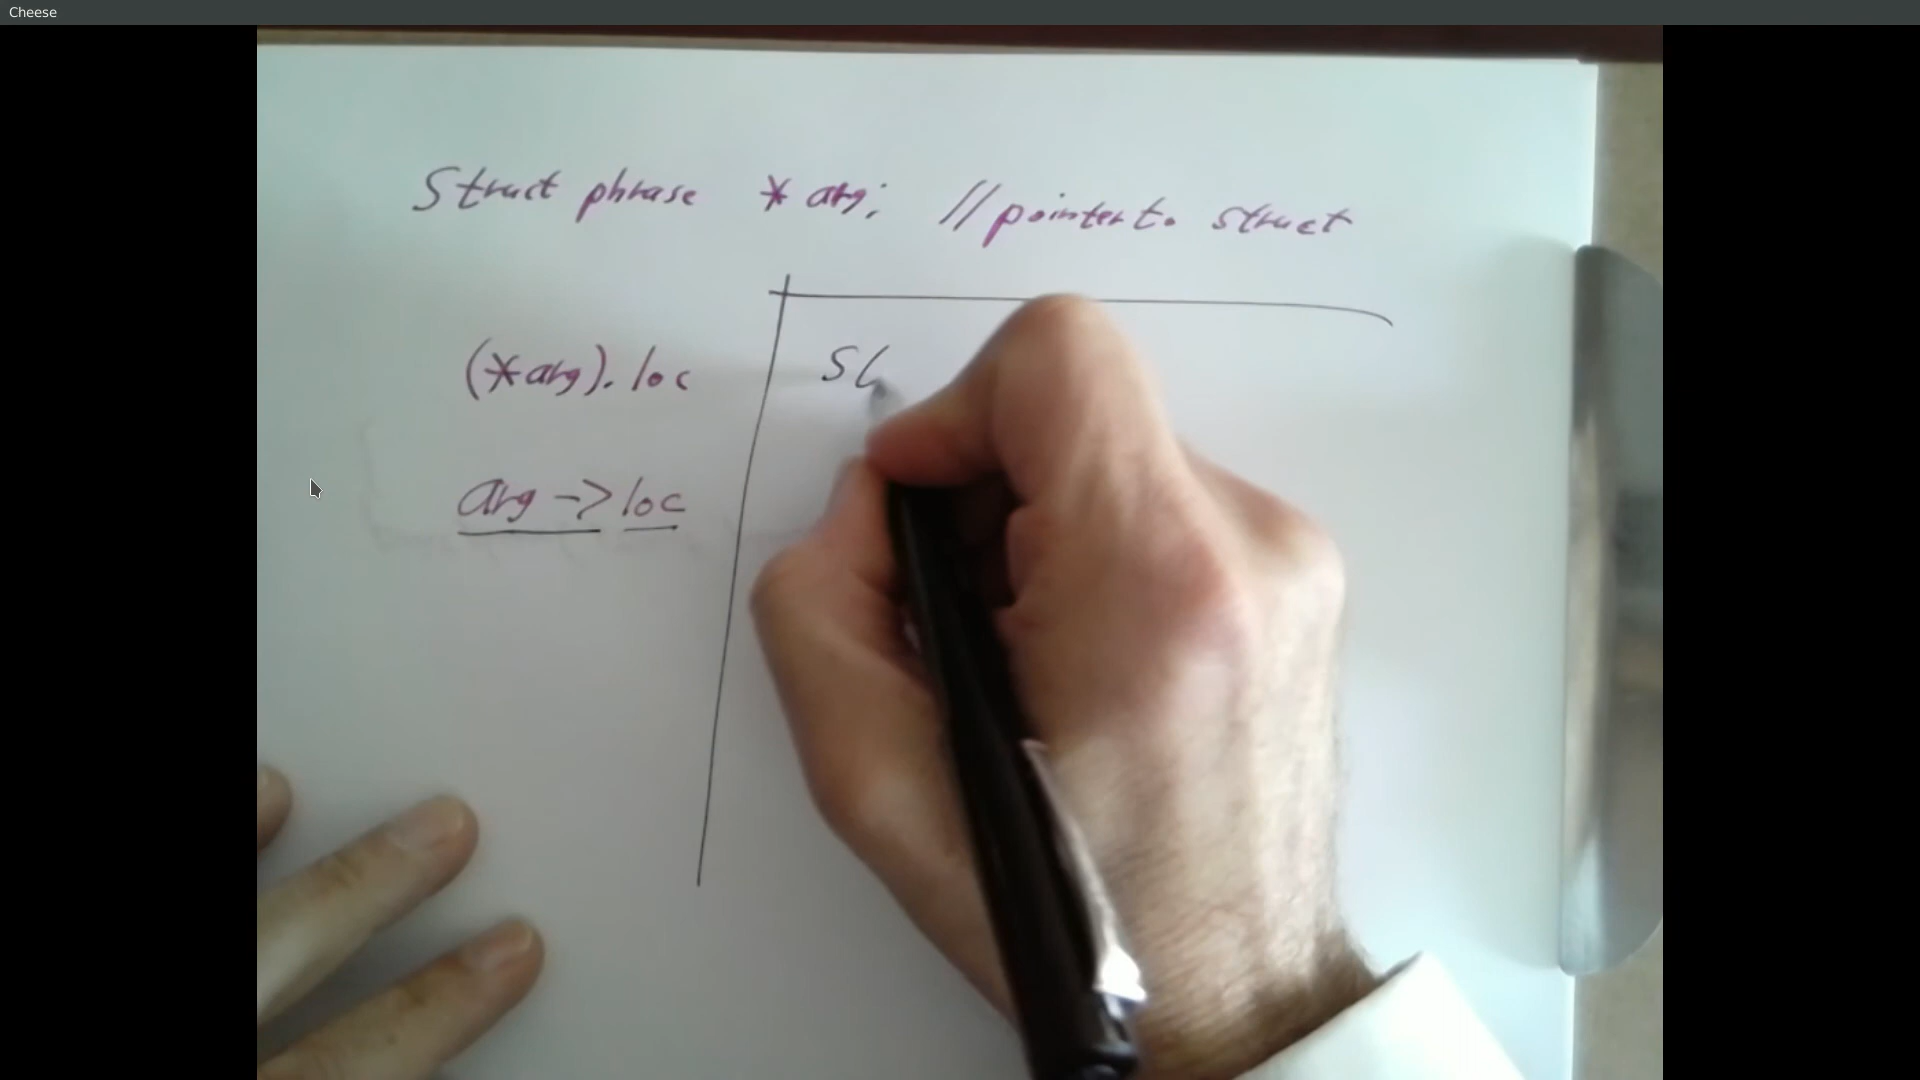 Cheese
Struct phrase * arg; //pointer to struct
(*arg).loc
arg -> loc